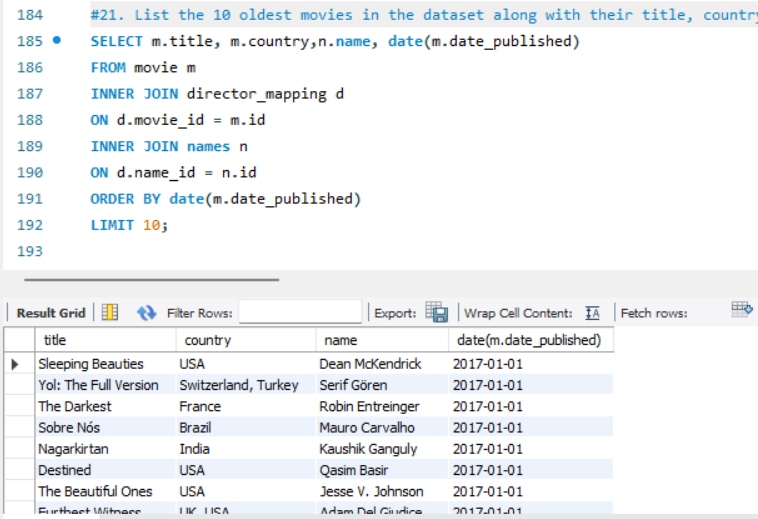 184 #21. List the 10 oldest movies in the dataset along with their title, country
185 SELECT m.title, m.country,n.name, date(m.date_published)
186 FROM movie m
187 INNER JOIN director_mapping d
188 ON d.movie_id = m.id
189 INNER JOIN names n
190 ON d.name_id = n.id
191 ORDER BY date(m.date_published)
192 LIMIT 10;
193
Result Grid Filter Rows: Export: Wrap Cell Content: IA Fetch rows:
title country name date(m.date_published)
Sleeping Beauties USA Dean McKendrick 2017-01-01
Yol: The Full Version Switzerland, Turkey Serif Gören 2017-01-01
The Darkest France Robin Entreinger 2017-01-01
Sobre Nós Brazil Mauro Carvalho 2017-01-01
Nagarkirtan India Kaushik Ganguly 2017-01-01
Destined USA Qasim Basir 2017-01-01
The Beautiful Ones USA Jesse V. Johnson 2017-01-01
Furthest Witness UK, USA Adam Del Giudice 2017-01-01